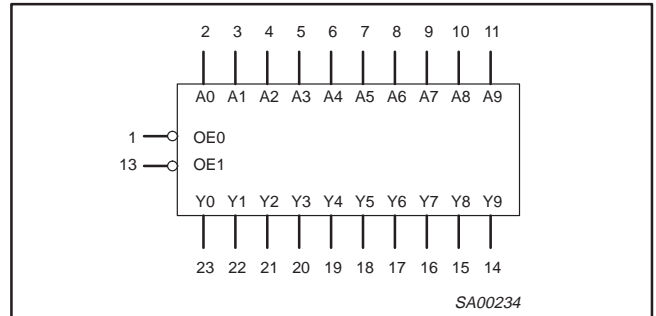 2 3 4 5 6 7 8 9 10 11
A0 A1 A2 A3 A4 A5 A6 A7 A8 A9
1 OE0
13 OE1
Y0 Y1 Y2 Y3 Y4 Y5 Y6 Y7 Y8 Y9
23 22 21 20 19 18 17 16 15 14
SA00234